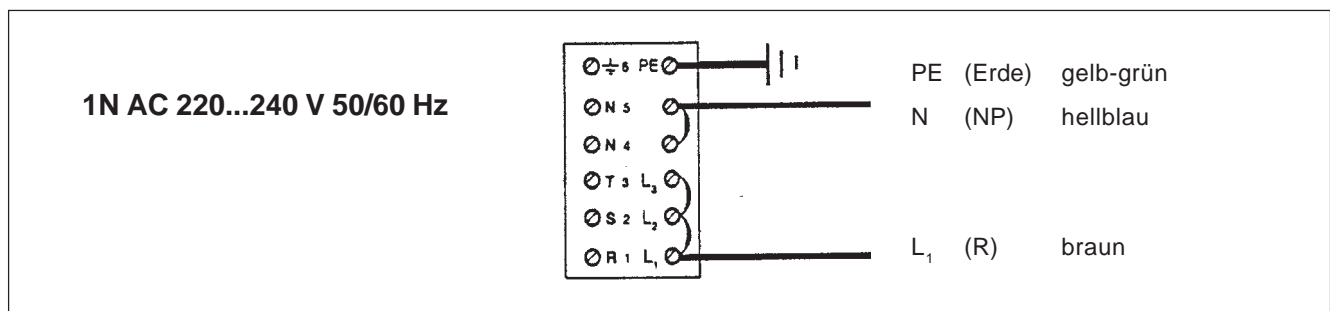 1N AC 220...240 V 50/60 Hz
⏚ 6 PE
N 5
N 4
T 3 L3
S 2 L2
R 1 L1
PE (Erde) gelb-grün
N (NP) hellblau
L1 (R) braun